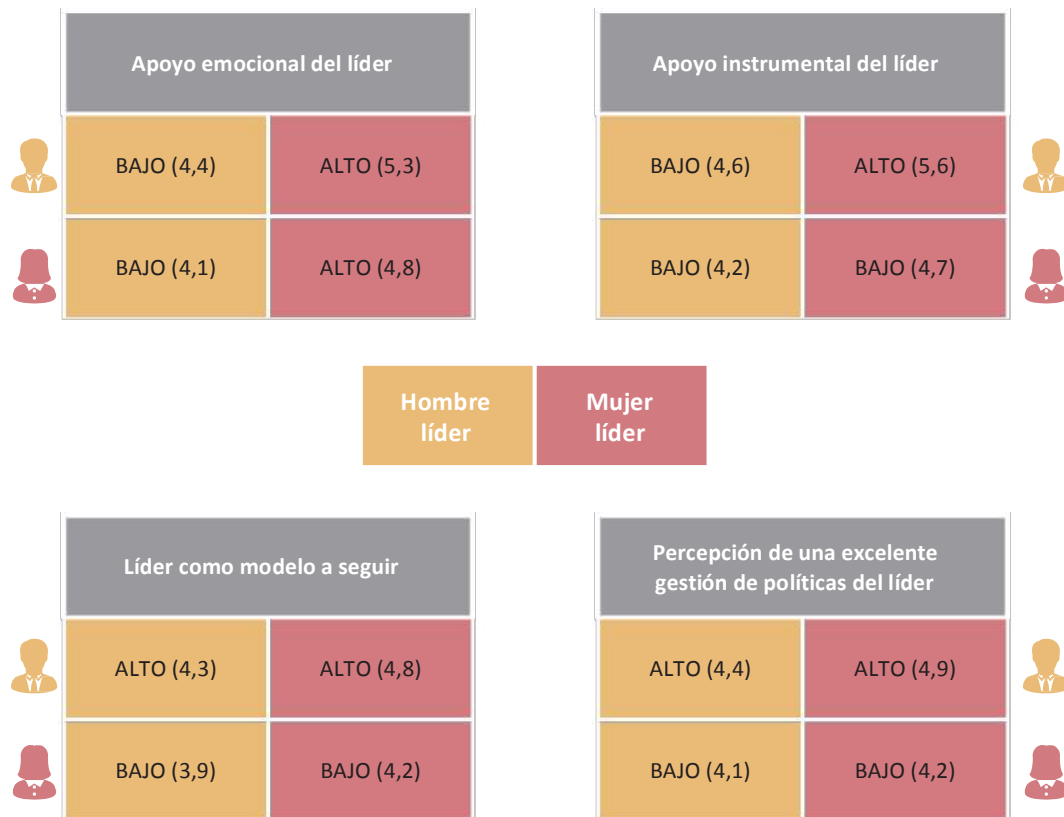 Apoyo emocional del líder
BAJO (4,4) ALTO (5,3)
BAJO (4,1) ALTO (4,8)
Apoyo instrumental del líder
BAJO (4,6) ALTO (5,6)
BAJO (4,2) BAJO (4,7)
Hombre
líder
Mujer
líder
Líder como modelo a seguir
ALTO (4,3) ALTO (4,8)
BAJO (3,9) BAJO (4,2)
Percepción de una excelente
gestión de políticas del líder
ALTO (4,4) ALTO (4,9)
BAJO (4,1) BAJO (4,2)